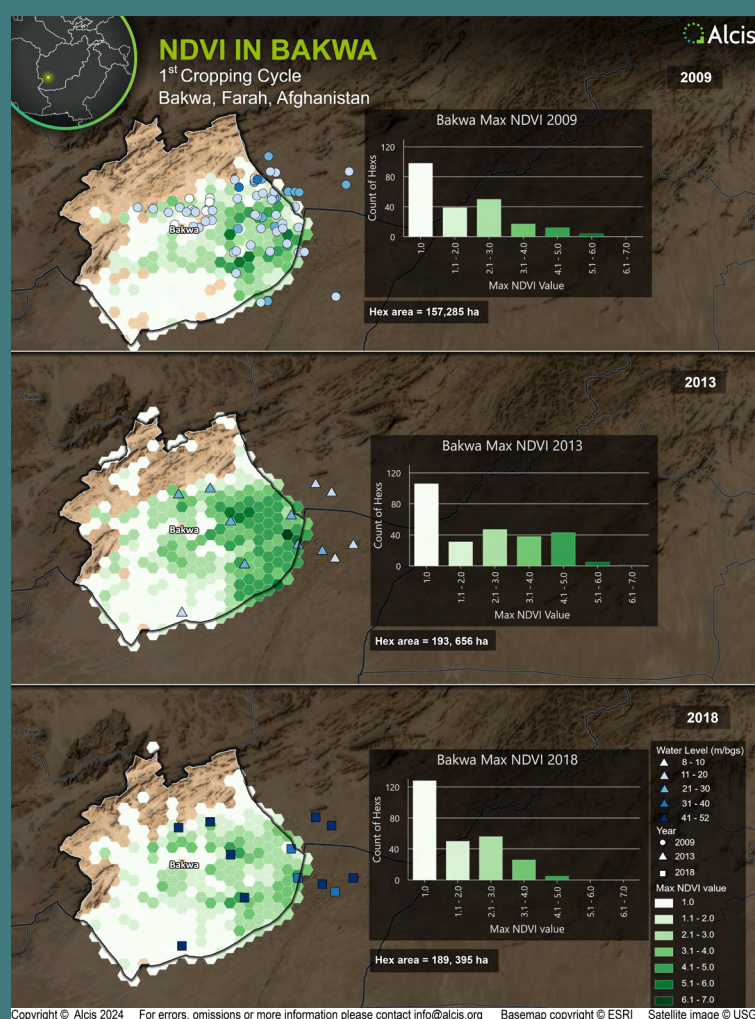 NDVI IN BAKWA
1st Cropping Cycle
Bakwa, Farah, Afghanistan
Alcis
2009
Bakwa
Bakwa Max NDVI 2009
Count of Hexs
120
80
40
0
1.0
1.1 - 2.0
2.1 - 3.0
3.1 - 4.0
4.1 - 5.0
5.1 - 6.0
6.1 - 7.0
Max NDVI Value
Hex area = 157,285 ha
2013
Bakwa
Bakwa Max NDVI 2013
Count of Hexs
120
80
40
0
1.0
1.1 - 2.0
2.1 - 3.0
3.1 - 4.0
4.1 - 5.0
5.1 - 6.0
6.1 - 7.0
Max NDVI Value
Hex area = 193, 656 ha
2018
Bakwa
Bakwa Max NDVI 2018
Count of Hexs
120
80
40
0
1.0
1.1 - 2.0
2.1 - 3.0
3.1 - 4.0
4.1 - 5.0
5.1 - 6.0
6.1 - 7.0
Max NDVI value
Hex area = 189, 395 ha
Water Level (m/bgs)
8 - 10
11 - 20
21 - 30
31 - 40
41 - 52
Year
2009
2013
2018
Max NDVI value
1.0
1.1 - 2.0
2.1 - 3.0
3.1 - 4.0
4.1 - 5.0
5.1 - 6.0
6.1 - 7.0
Copyright © Alcis 2024 For errors, omissions or more information please contact info@alcis.org Basemap copyright © ESRI Satellite image © USG